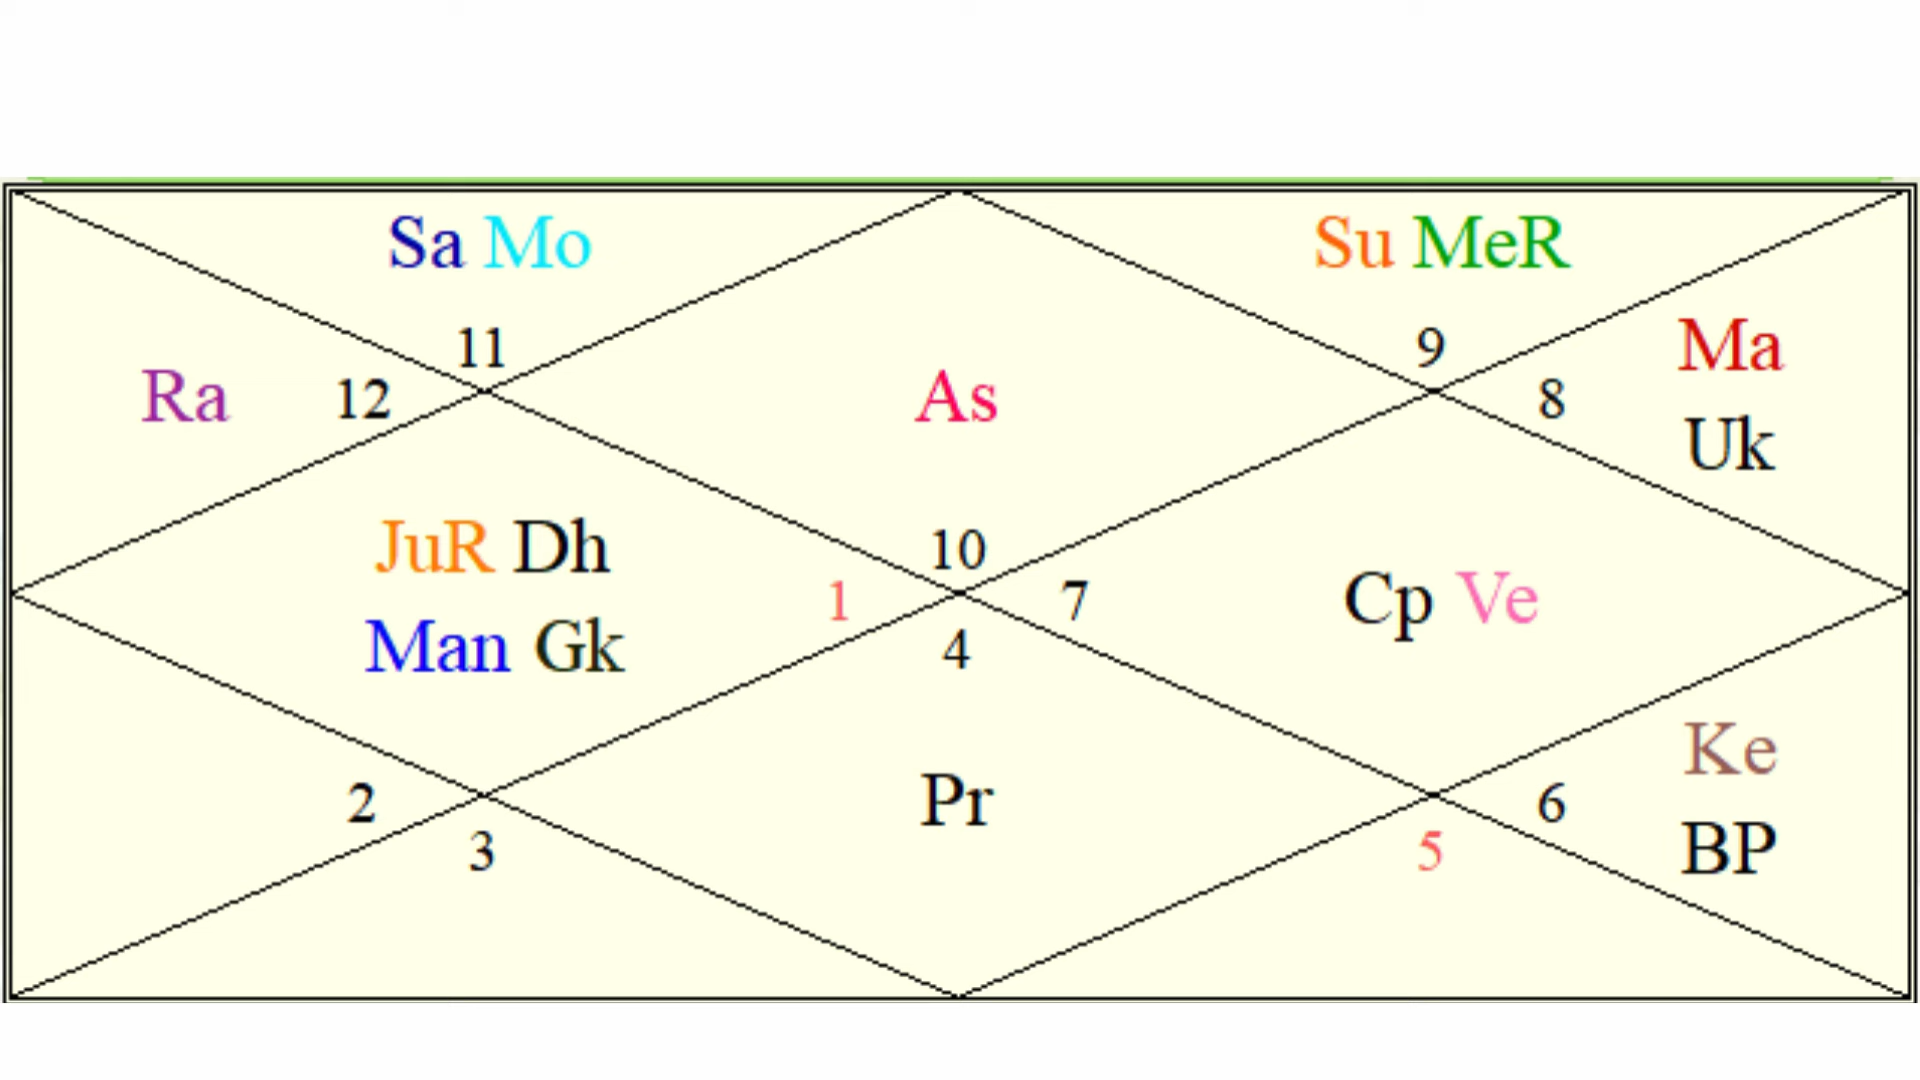 Sa Mo
Su MeR
11
9
Ma
Ra
12
As
8
Uk
JuR Dh
10
1
7
Cp Ve
Man Gk
4
Ke
2
Pr
6
3
5
BP